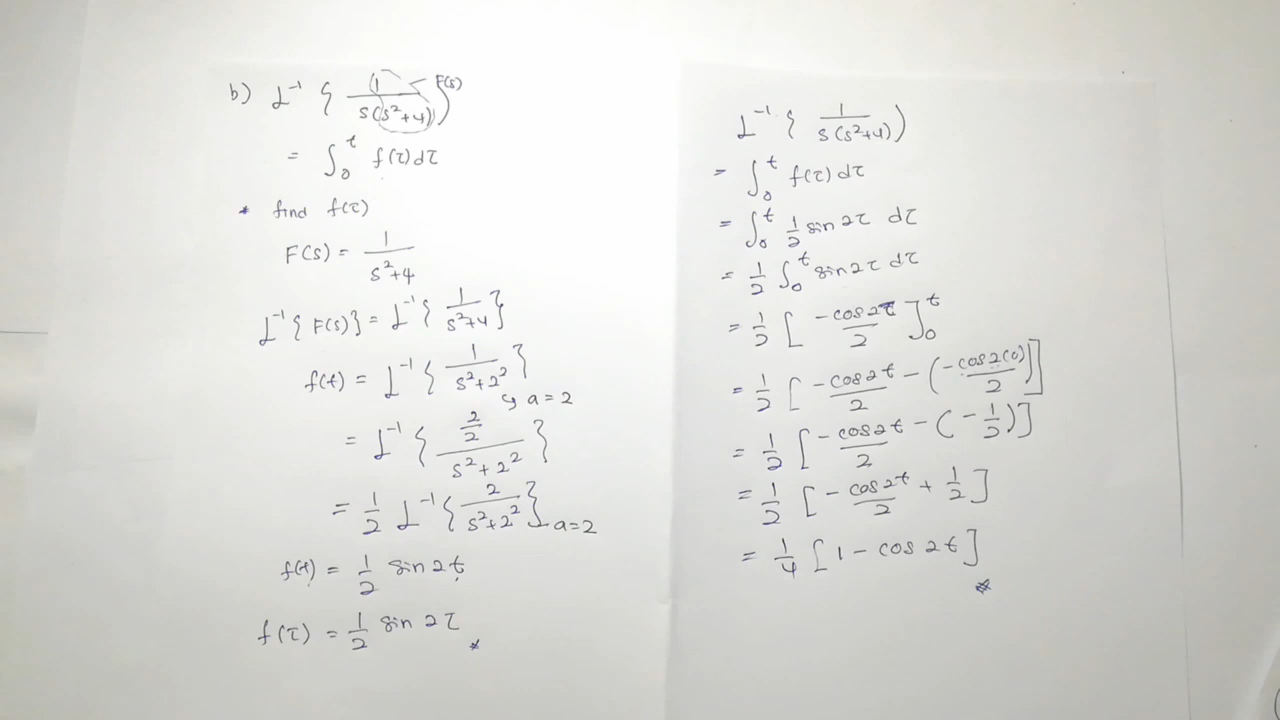 b) L⁻¹ { 1 / s(s²+4) } F(s)
= ∫₀ᵗ f(τ)dτ
* find f(τ)
F(s) = 1 / s²+4
L⁻¹{F(s)} = L⁻¹{ 1 / s²+4 }
f(t) = L⁻¹{ 1 / s²+2² }
↳ a = 2
= L⁻¹{ 2/2 / s²+2² }
= 1/2 L⁻¹{ 2 / s²+2² } a=2
f(t) = 1/2 sin 2t
f(τ) = 1/2 sin 2τ *
L⁻¹{ 1 / s(s²+4) )
= ∫₀ᵗ f(τ)dτ
= ∫₀ᵗ 1/2 sin 2τ dτ
= 1/2 ∫₀ᵗ sin 2τ dτ
= 1/2 [ -cos 2τ / 2 ]₀ᵗ
= 1/2 [ -cos 2t / 2 - (-cos 2(0) / 2)]
= 1/2 [ -cos 2t / 2 - (-1/2)]
= 1/2 [ -cos 2t / 2 + 1/2 ]
= 1/4 [ 1 - cos 2t ]
*